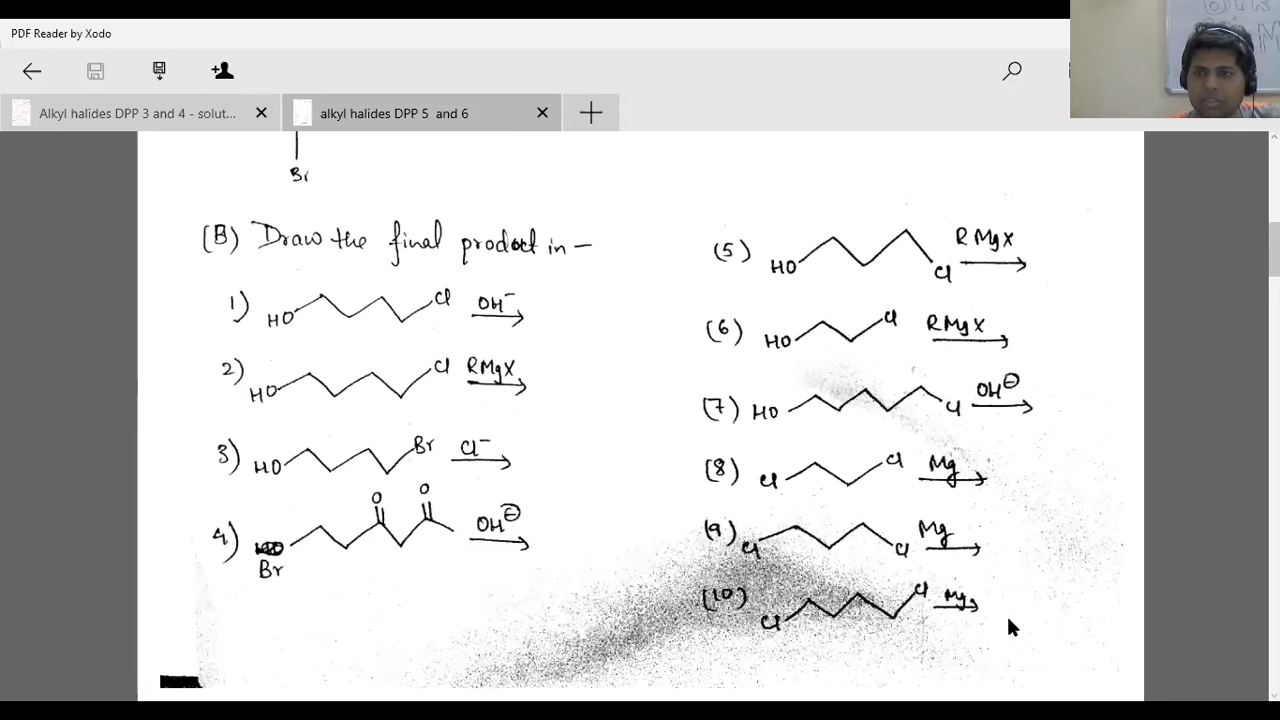 PDF Reader by Xodo
Alkyl halides DPP 3 and 4 - solut...
alkyl halides DPP 5 and 6
Br
(B) Draw the final product in —
1) HO Cl OH⁻
2) HO Cl RMgX
3) HO Br Cl⁻
4) Br O O OH⊖
(5) HO Cl RMgX
(6) HO Cl RMgX
(7) HO Cl OH⊖
(8) Cl Cl Mg
(9) Cl Cl Mg
(10) Cl Cl Mg